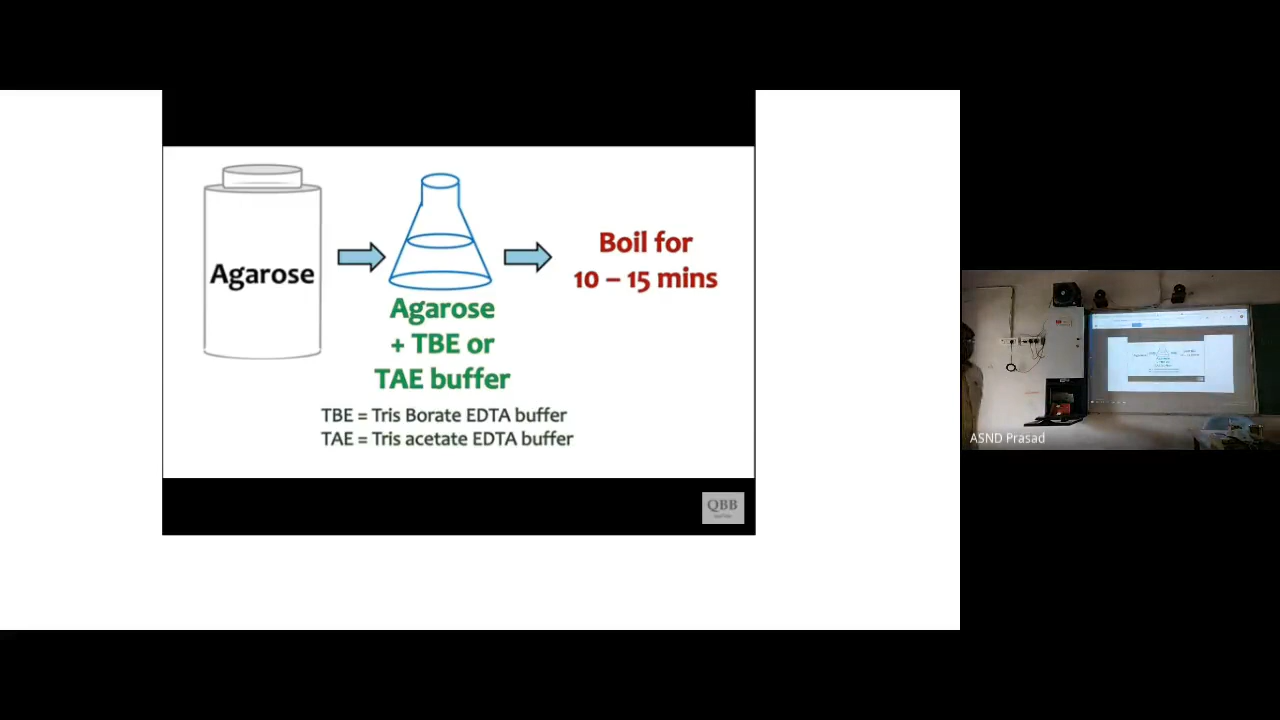 Agarose
Agarose
+ TBE or
TAE buffer
Boil for
10 – 15 mins
TBE = Tris Borate EDTA buffer
TAE = Tris acetate EDTA buffer
QBB
ASND Prasad